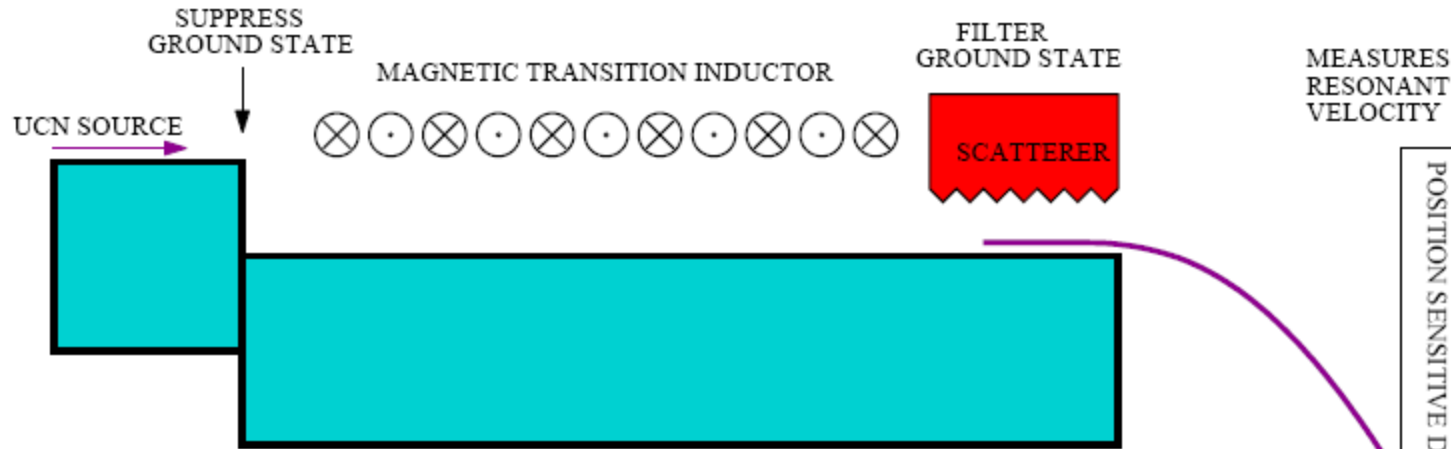 SUPPRESS
GROUND STATE
UCN SOURCE
MAGNETIC TRANSITION INDUCTOR
FILTER
GROUND STATE
SCATTERER
MEASURES
RESONANT
VELOCITY
POSITION SENSITIVE